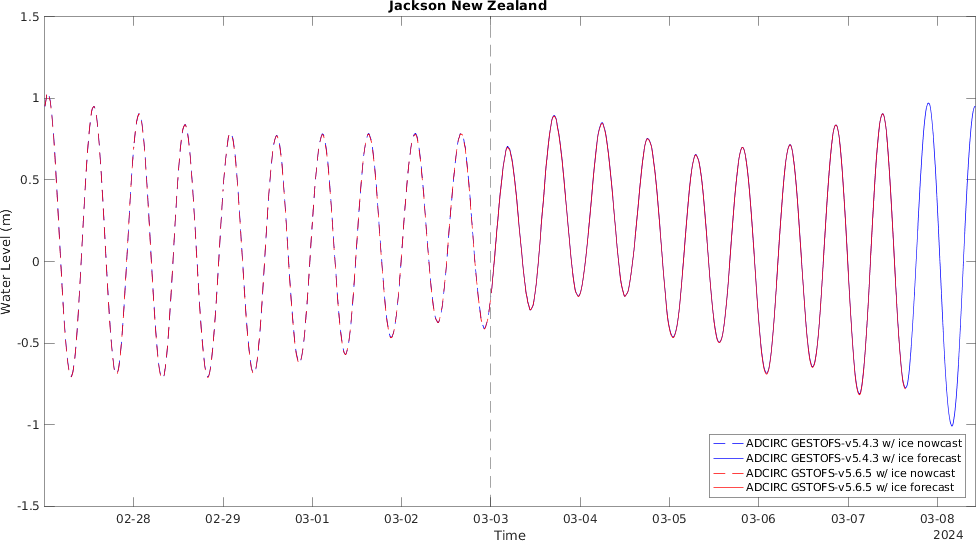 Jackson New Zealand
1.5
1
0.5
0
-0.5
-1
-1.5
Water Level (m)
02-28 02-29 03-01 03-02 03-03 03-04 03-05 03-06 03-07 03-08
2024
Time
ADCIRC GESTOFS-v5.4.3 w/ ice nowcast
ADCIRC GESTOFS-v5.4.3 w/ ice forecast
ADCIRC GSTOFS-v5.6.5 w/ ice nowcast
ADCIRC GSTOFS-v5.6.5 w/ ice forecast